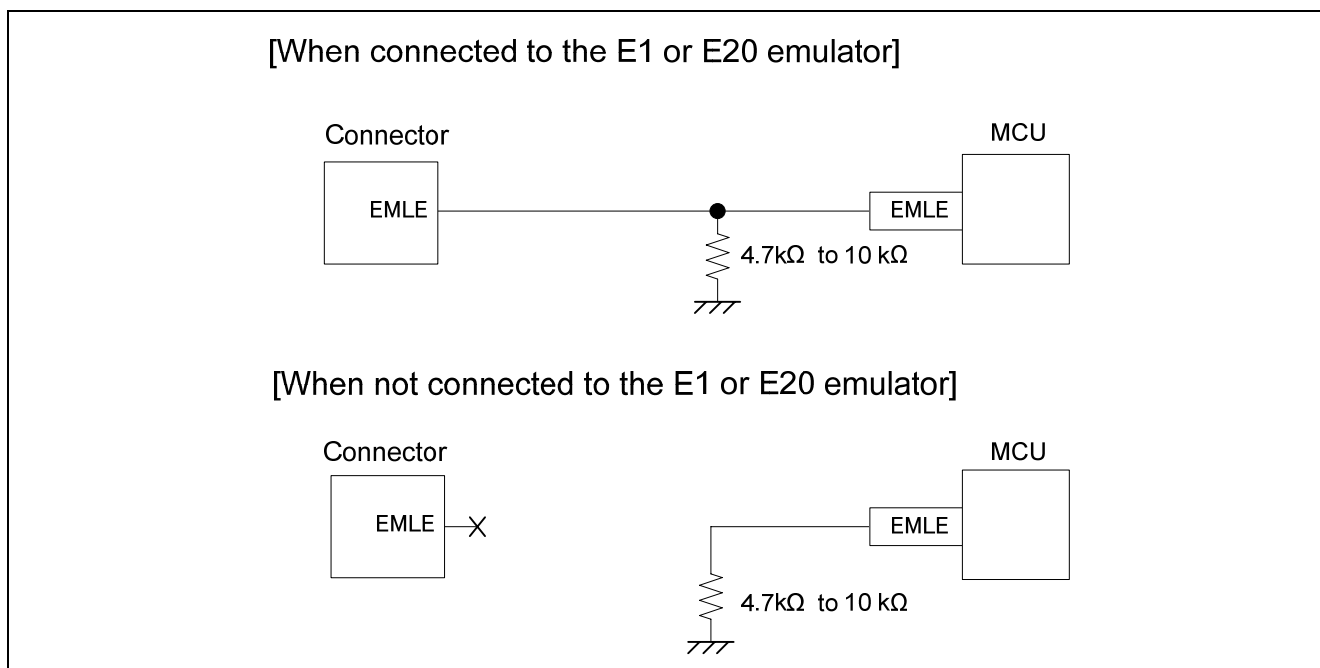 [When connected to the E1 or E20 emulator]
Connector
MCU
EMLE
EMLE
4.7kΩ to 10 kΩ
[When not connected to the E1 or E20 emulator]
Connector
MCU
EMLE
EMLE
4.7kΩ to 10 kΩ